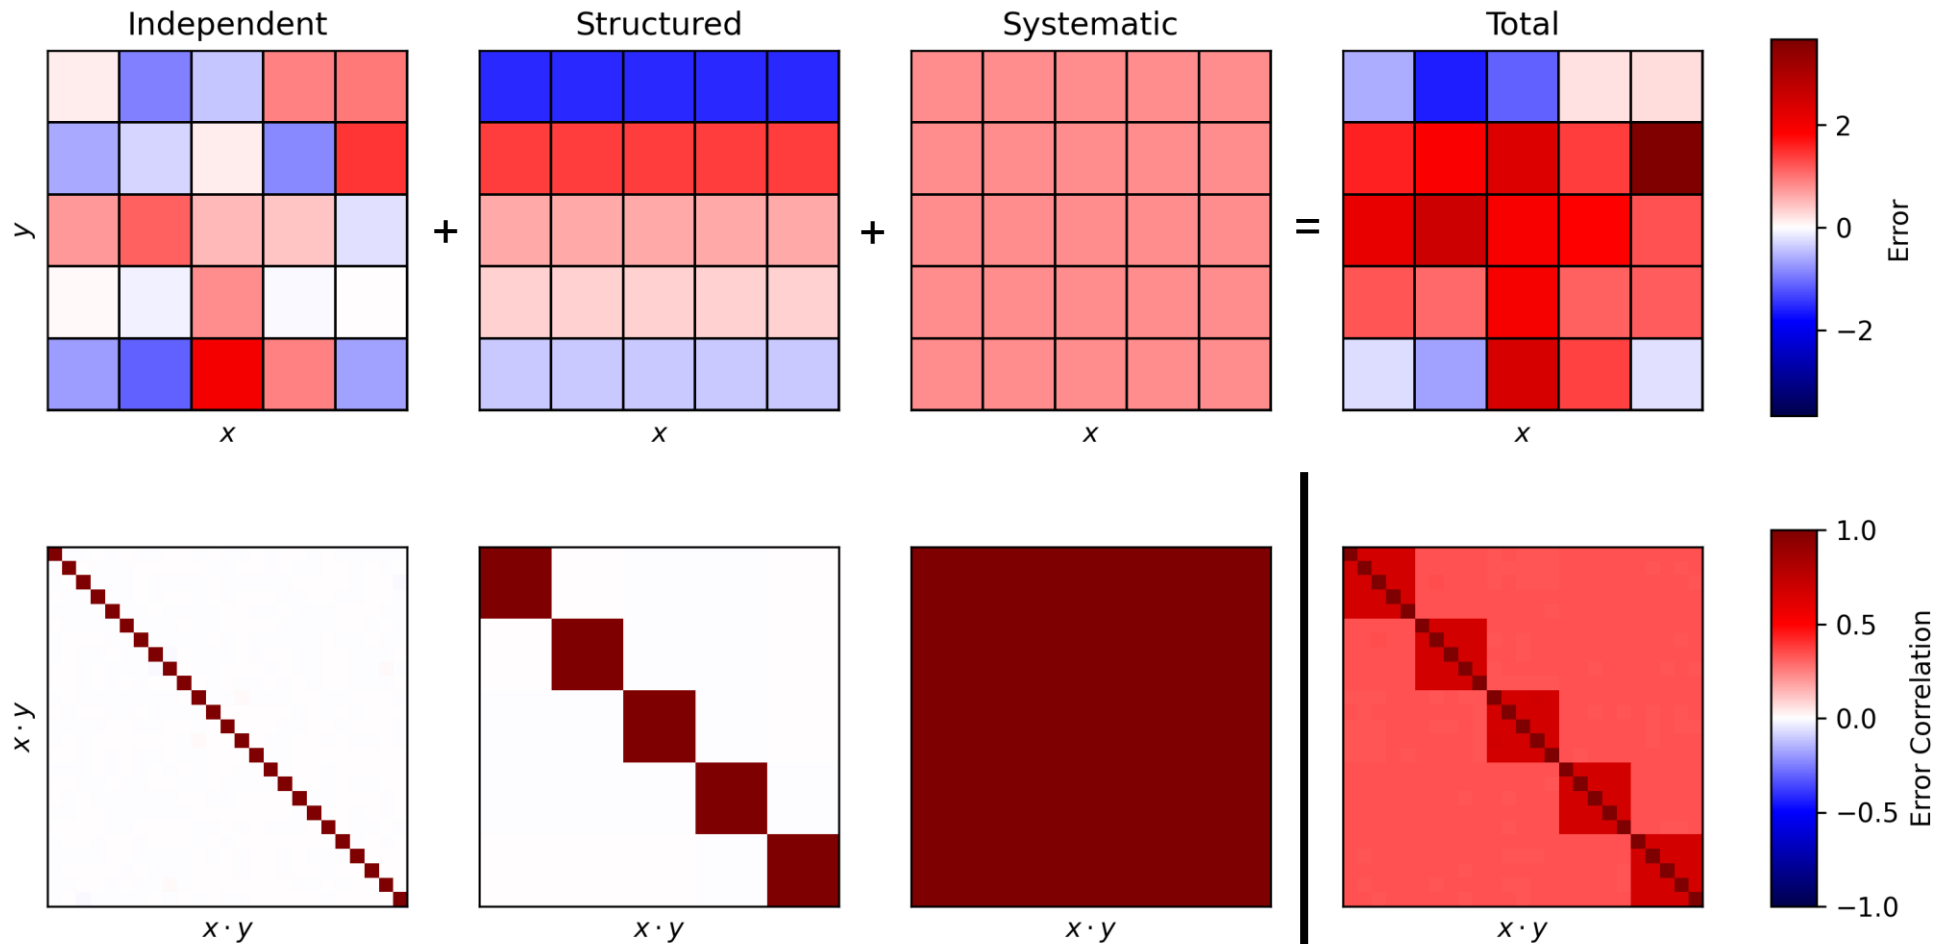 Independent
Structured
Systematic
Total
y
+
+
=
x
x
x
x
2
0
−2
Error
x · y
x · y
x · y
x · y
x · y
1.0
0.5
0.0
−0.5
−1.0
Error Correlation